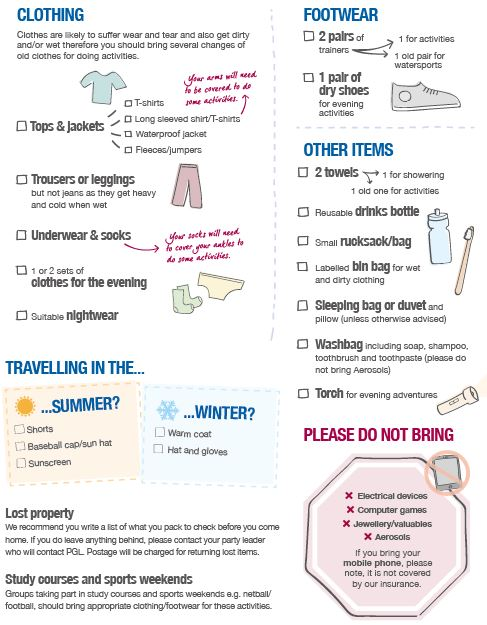 CLOTHING
Clothes are likely to suffer wear and tear and also get dirty
and/or wet therefore you should bring several changes of
old clothes for doing activities.
Your arms will need
to be covered to do
some activities.
Tops & jackets
T-shirts
Long sleeved shirt/T-shirts
Waterproof jacket
Fleeces/jumpers
Trousers or leggings
but not jeans as they get heavy
and cold when wet
Underwear & socks
Your socks will need
to cover your ankles to
do some activities.
1 or 2 sets of
clothes for the evening
Suitable nightwear
TRAVELLING IN THE...
...SUMMER?
Shorts
Baseball cap/sun hat
Sunscreen
...WINTER?
Warm coat
Hat and gloves
Lost property
We recommend you write a list of what you pack to check before you come
home. If you do leave anything behind, please contact your party leader
who will contact PGL. Postage will be charged for returning lost items.
Study courses and sports weekends
Groups taking part in study courses and sports weekends e.g. netball/
football, should bring appropriate clothing/footwear for these activities.
FOOTWEAR
2 pairs of
trainers
1 for activities
1 old pair for
watersports
1 pair of
dry shoes
for evening
activities
OTHER ITEMS
2 towels
1 for showering
1 old one for activities
Reusable drinks bottle
Small rucksack/bag
Labelled bin bag for wet
and dirty clothing
Sleeping bag or duvet and
pillow (unless otherwise advised)
Washbag including soap, shampoo,
toothbrush and toothpaste (please do
not bring Aerosols)
Torch for evening adventures
PLEASE DO NOT BRING
Electrical devices
Computer games
Jewellery/valuables
Aerosols
If you bring your
mobile phone, please
note, it is not covered
by our insurance.